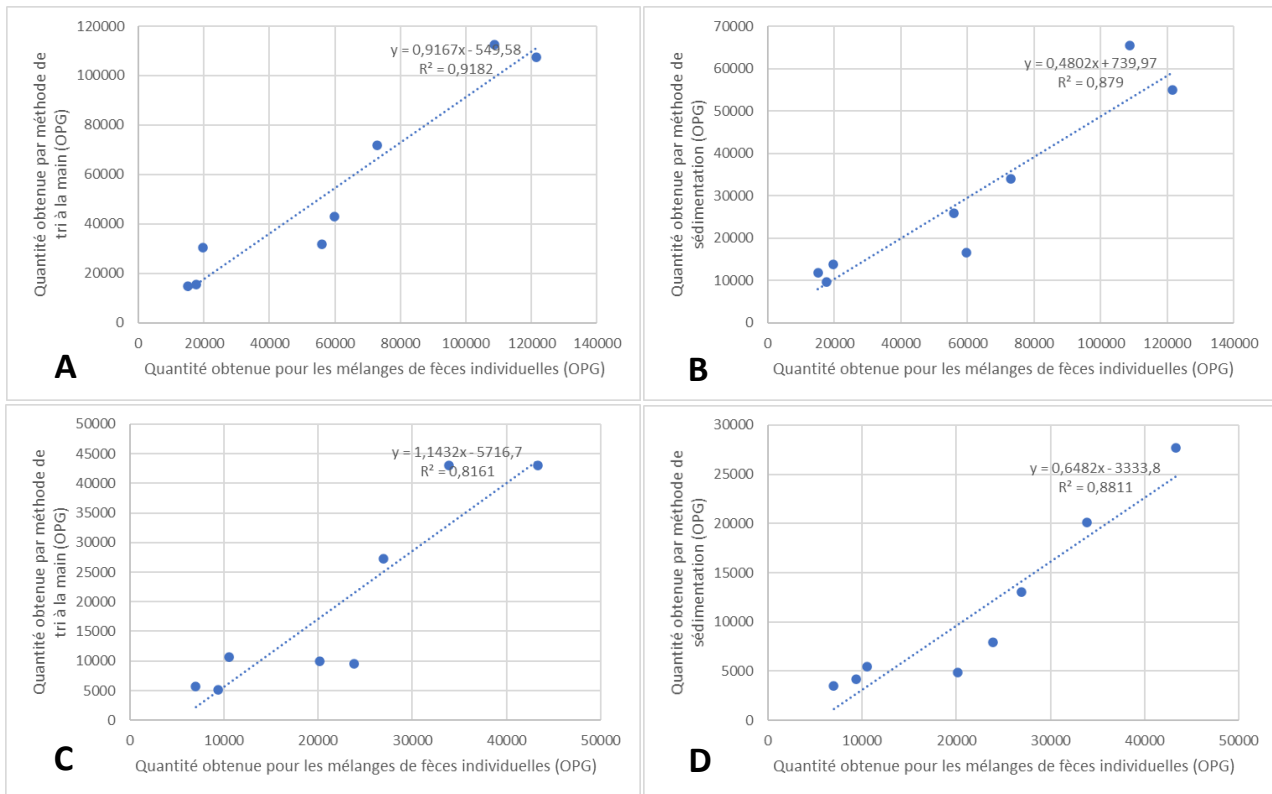 Quantité obtenue par méthode de
tri à la main (OPG)
120000
100000
80000
60000
40000
20000
0
y = 0,9167x - 549,58
R² = 0,9182
0 20000 40000 60000 80000 100000 120000 140000
A
Quantité obtenue pour les mélanges de fèces individuelles (OPG)
Quantité obtenue par méthode de
sédimentation (OPG)
70000
60000
50000
40000
30000
20000
10000
0
y = 0,4802x + 739,97
R² = 0,879
0 20000 40000 60000 80000 100000 120000 140000
B
Quantité obtenue pour les mélanges de fèces individuelles (OPG)
Quantité obtenue par méthode de
tri à la main (OPG)
50000
45000
40000
35000
30000
25000
20000
15000
10000
5000
0
y = 1,1432x - 5716,7
R² = 0,8161
0 10000 20000 30000 40000 50000
C
Quantité obtenue pour les mélanges de fèces individuelles (OPG)
Quantité obtenue par méthode de
sédimentation (OPG)
30000
25000
20000
15000
10000
5000
0
y = 0,6482x - 3333,8
R² = 0,8811
0 10000 20000 30000 40000 50000
D
Quantité obtenue pour les mélanges de fèces individuelles (OPG)